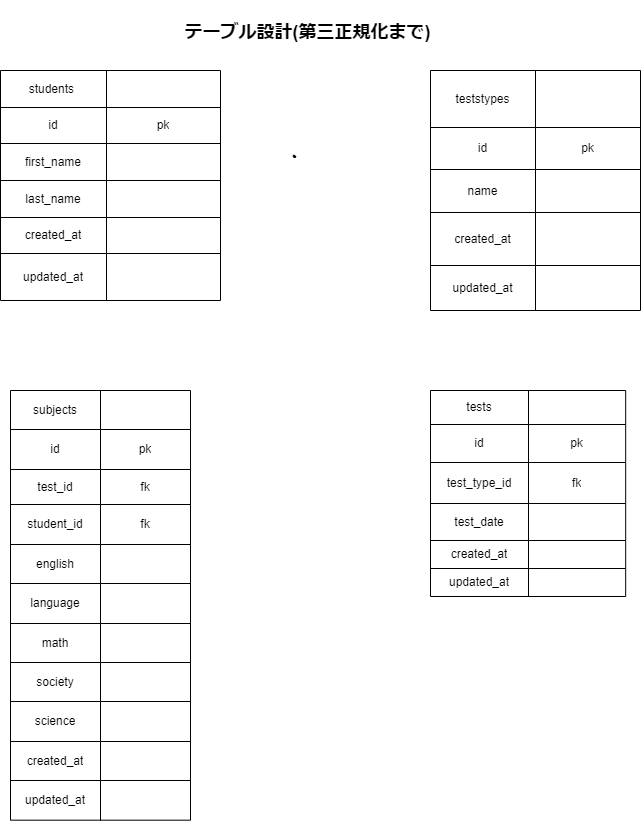 テーブル設計(第三正規化まで)
students
id pk
first_name
last_name
created_at
updated_at
teststypes
id pk
name
created_at
updated_at
subjects
id pk
test_id fk
student_id fk
english
language
math
society
science
created_at
updated_at
tests
id pk
test_type_id fk
test_date
created_at
updated_at